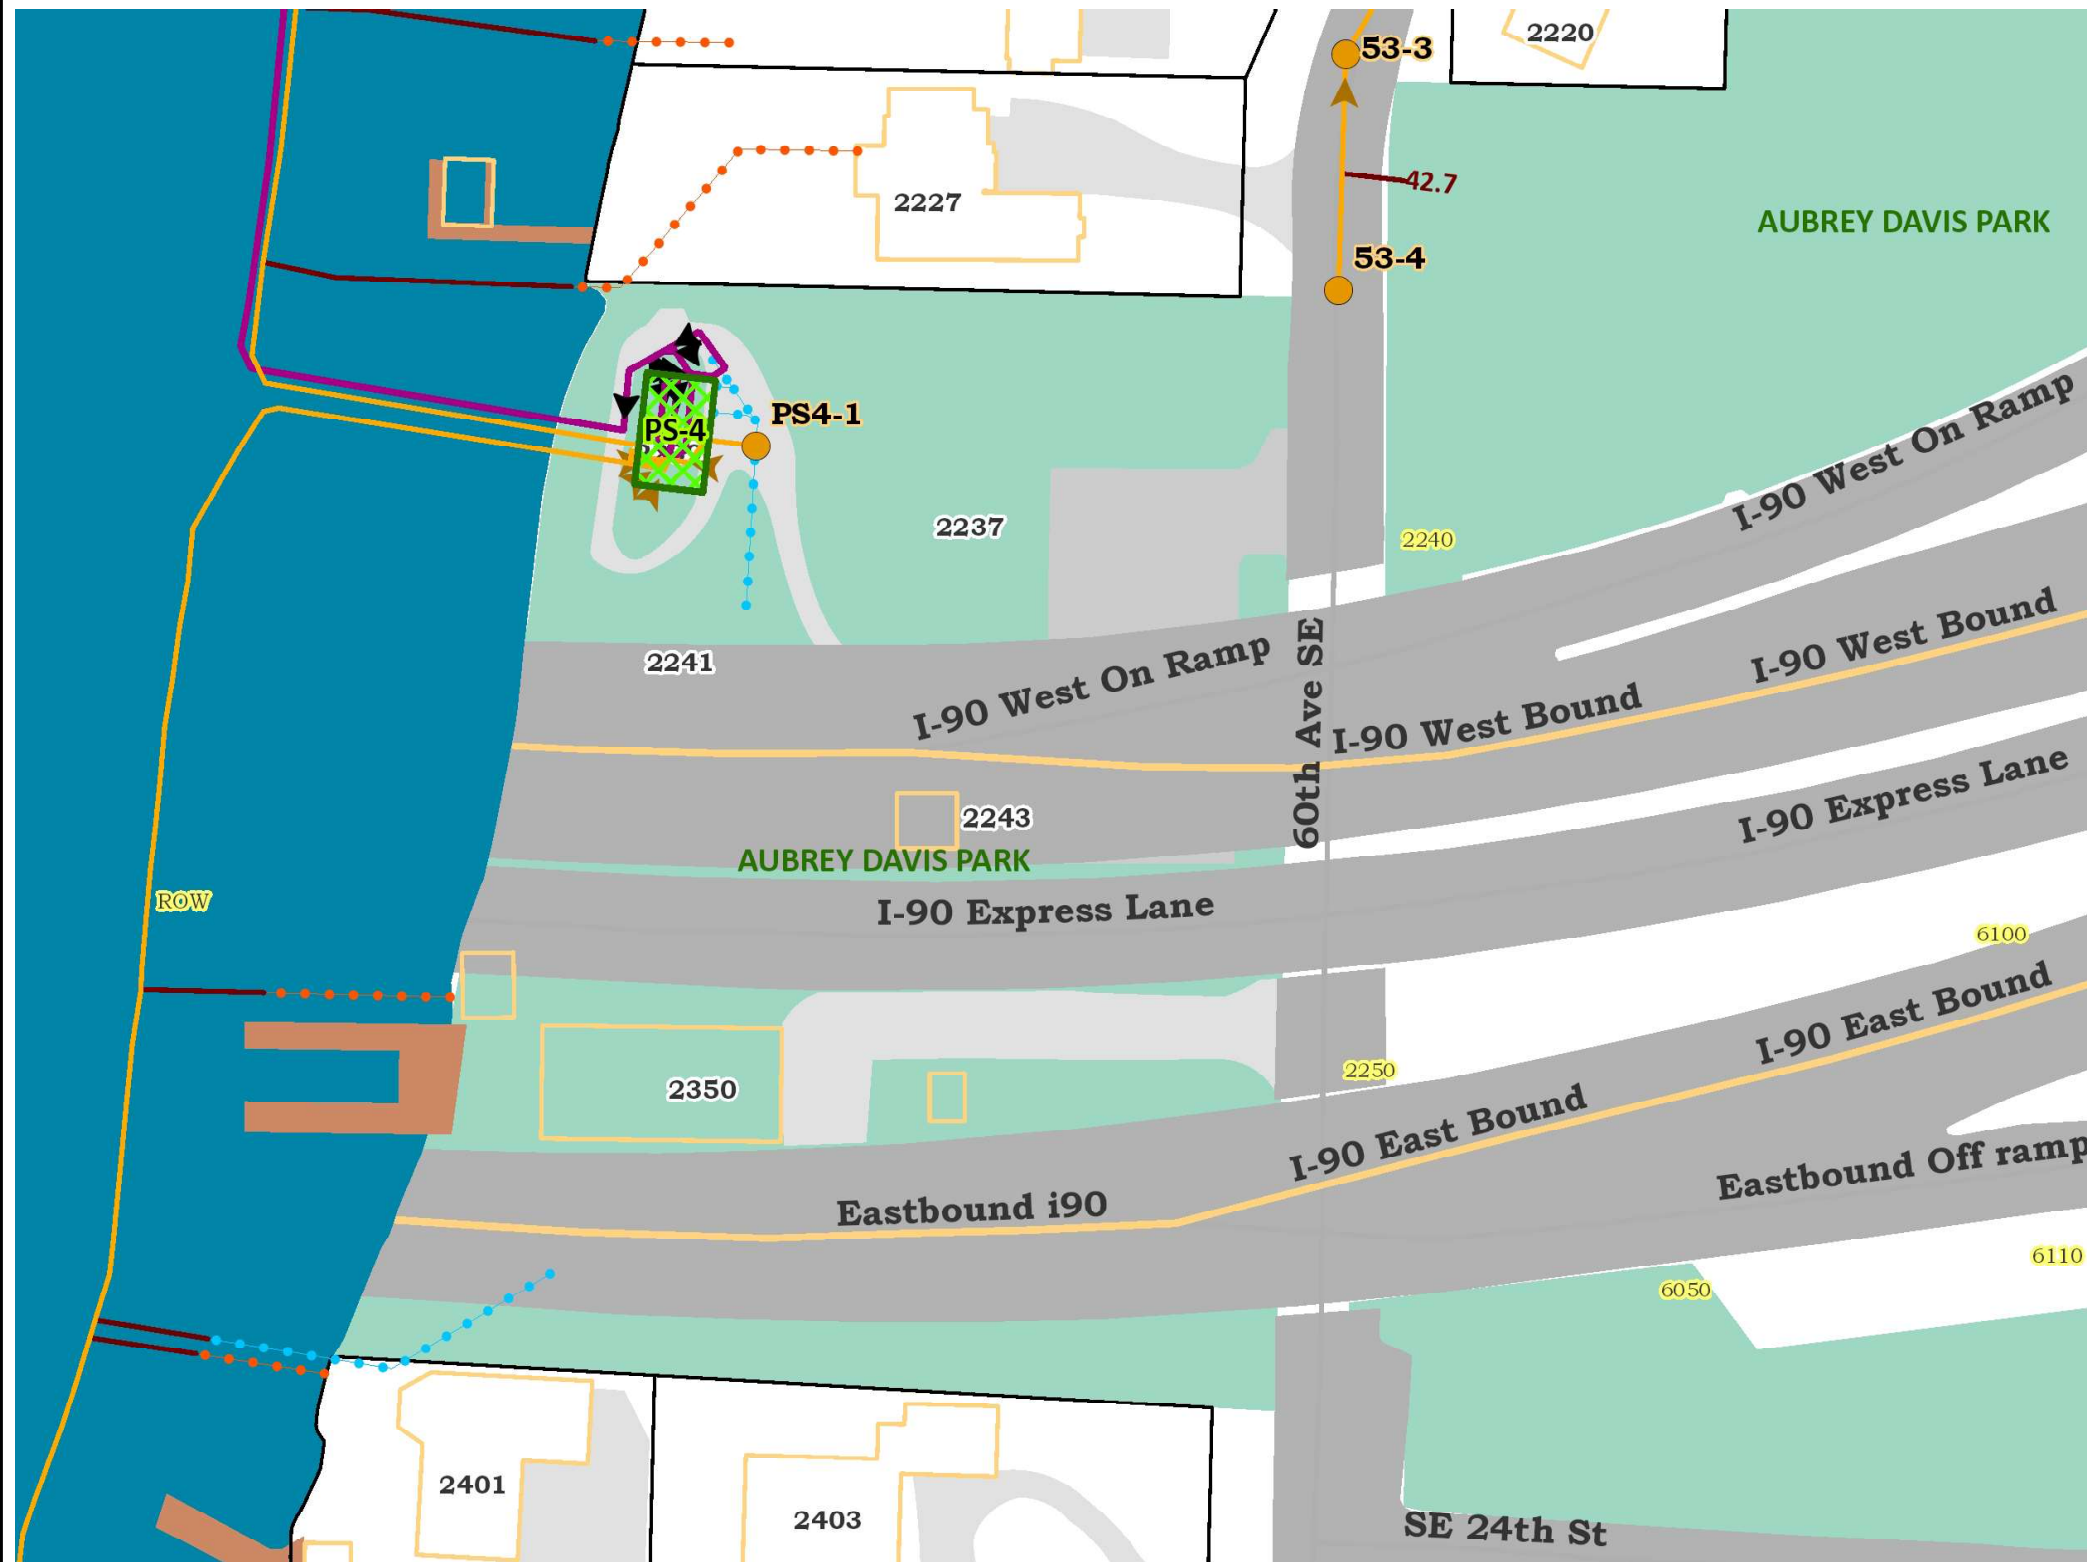 2220
53-3
42.7
2227
AUBREY DAVIS PARK
53-4
PS4-1
PS-4
I-90 West On Ramp
2237
2240
I-90 West Bound
2241
I-90 West On Ramp
60th Ave SE
I-90 West Bound
I-90 Express Lane
2243
AUBREY DAVIS PARK
ROW
I-90 Express Lane
6100
I-90 East Bound
2250
2350
I-90 East Bound
Eastbound Off ramp
Eastbound i90
6110
6050
2401
2403
SE 24th St